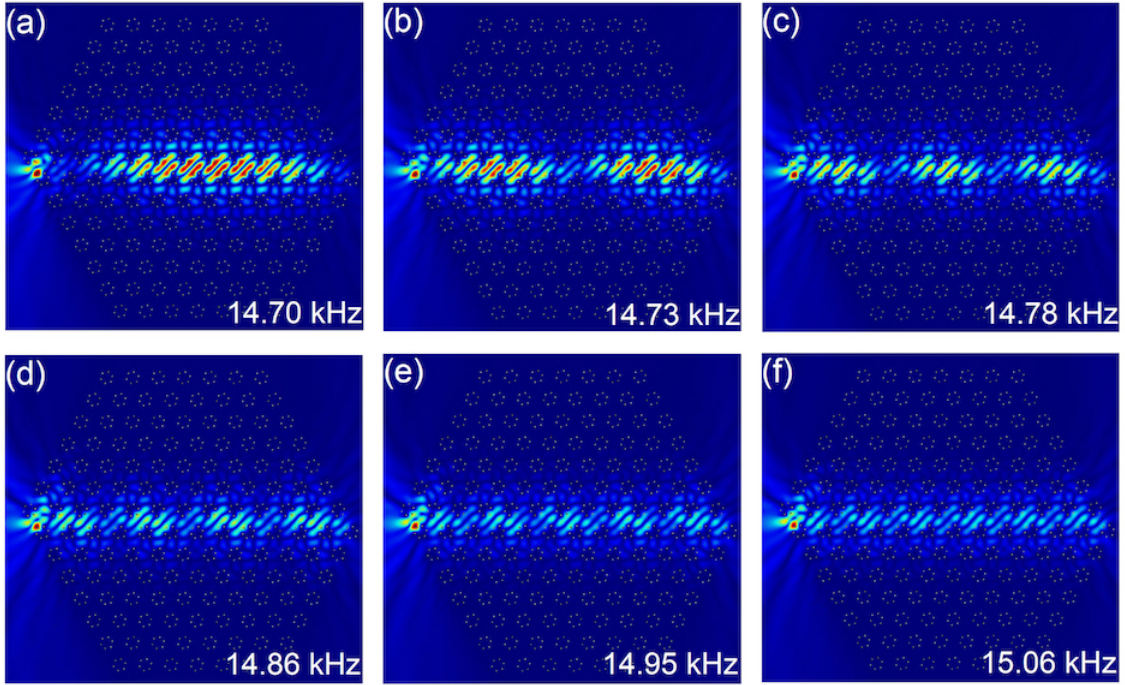 (a)
14.70 kHz
(b)
14.73 kHz
(c)
14.78 kHz
(d)
14.86 kHz
(e)
14.95 kHz
(f)
15.06 kHz